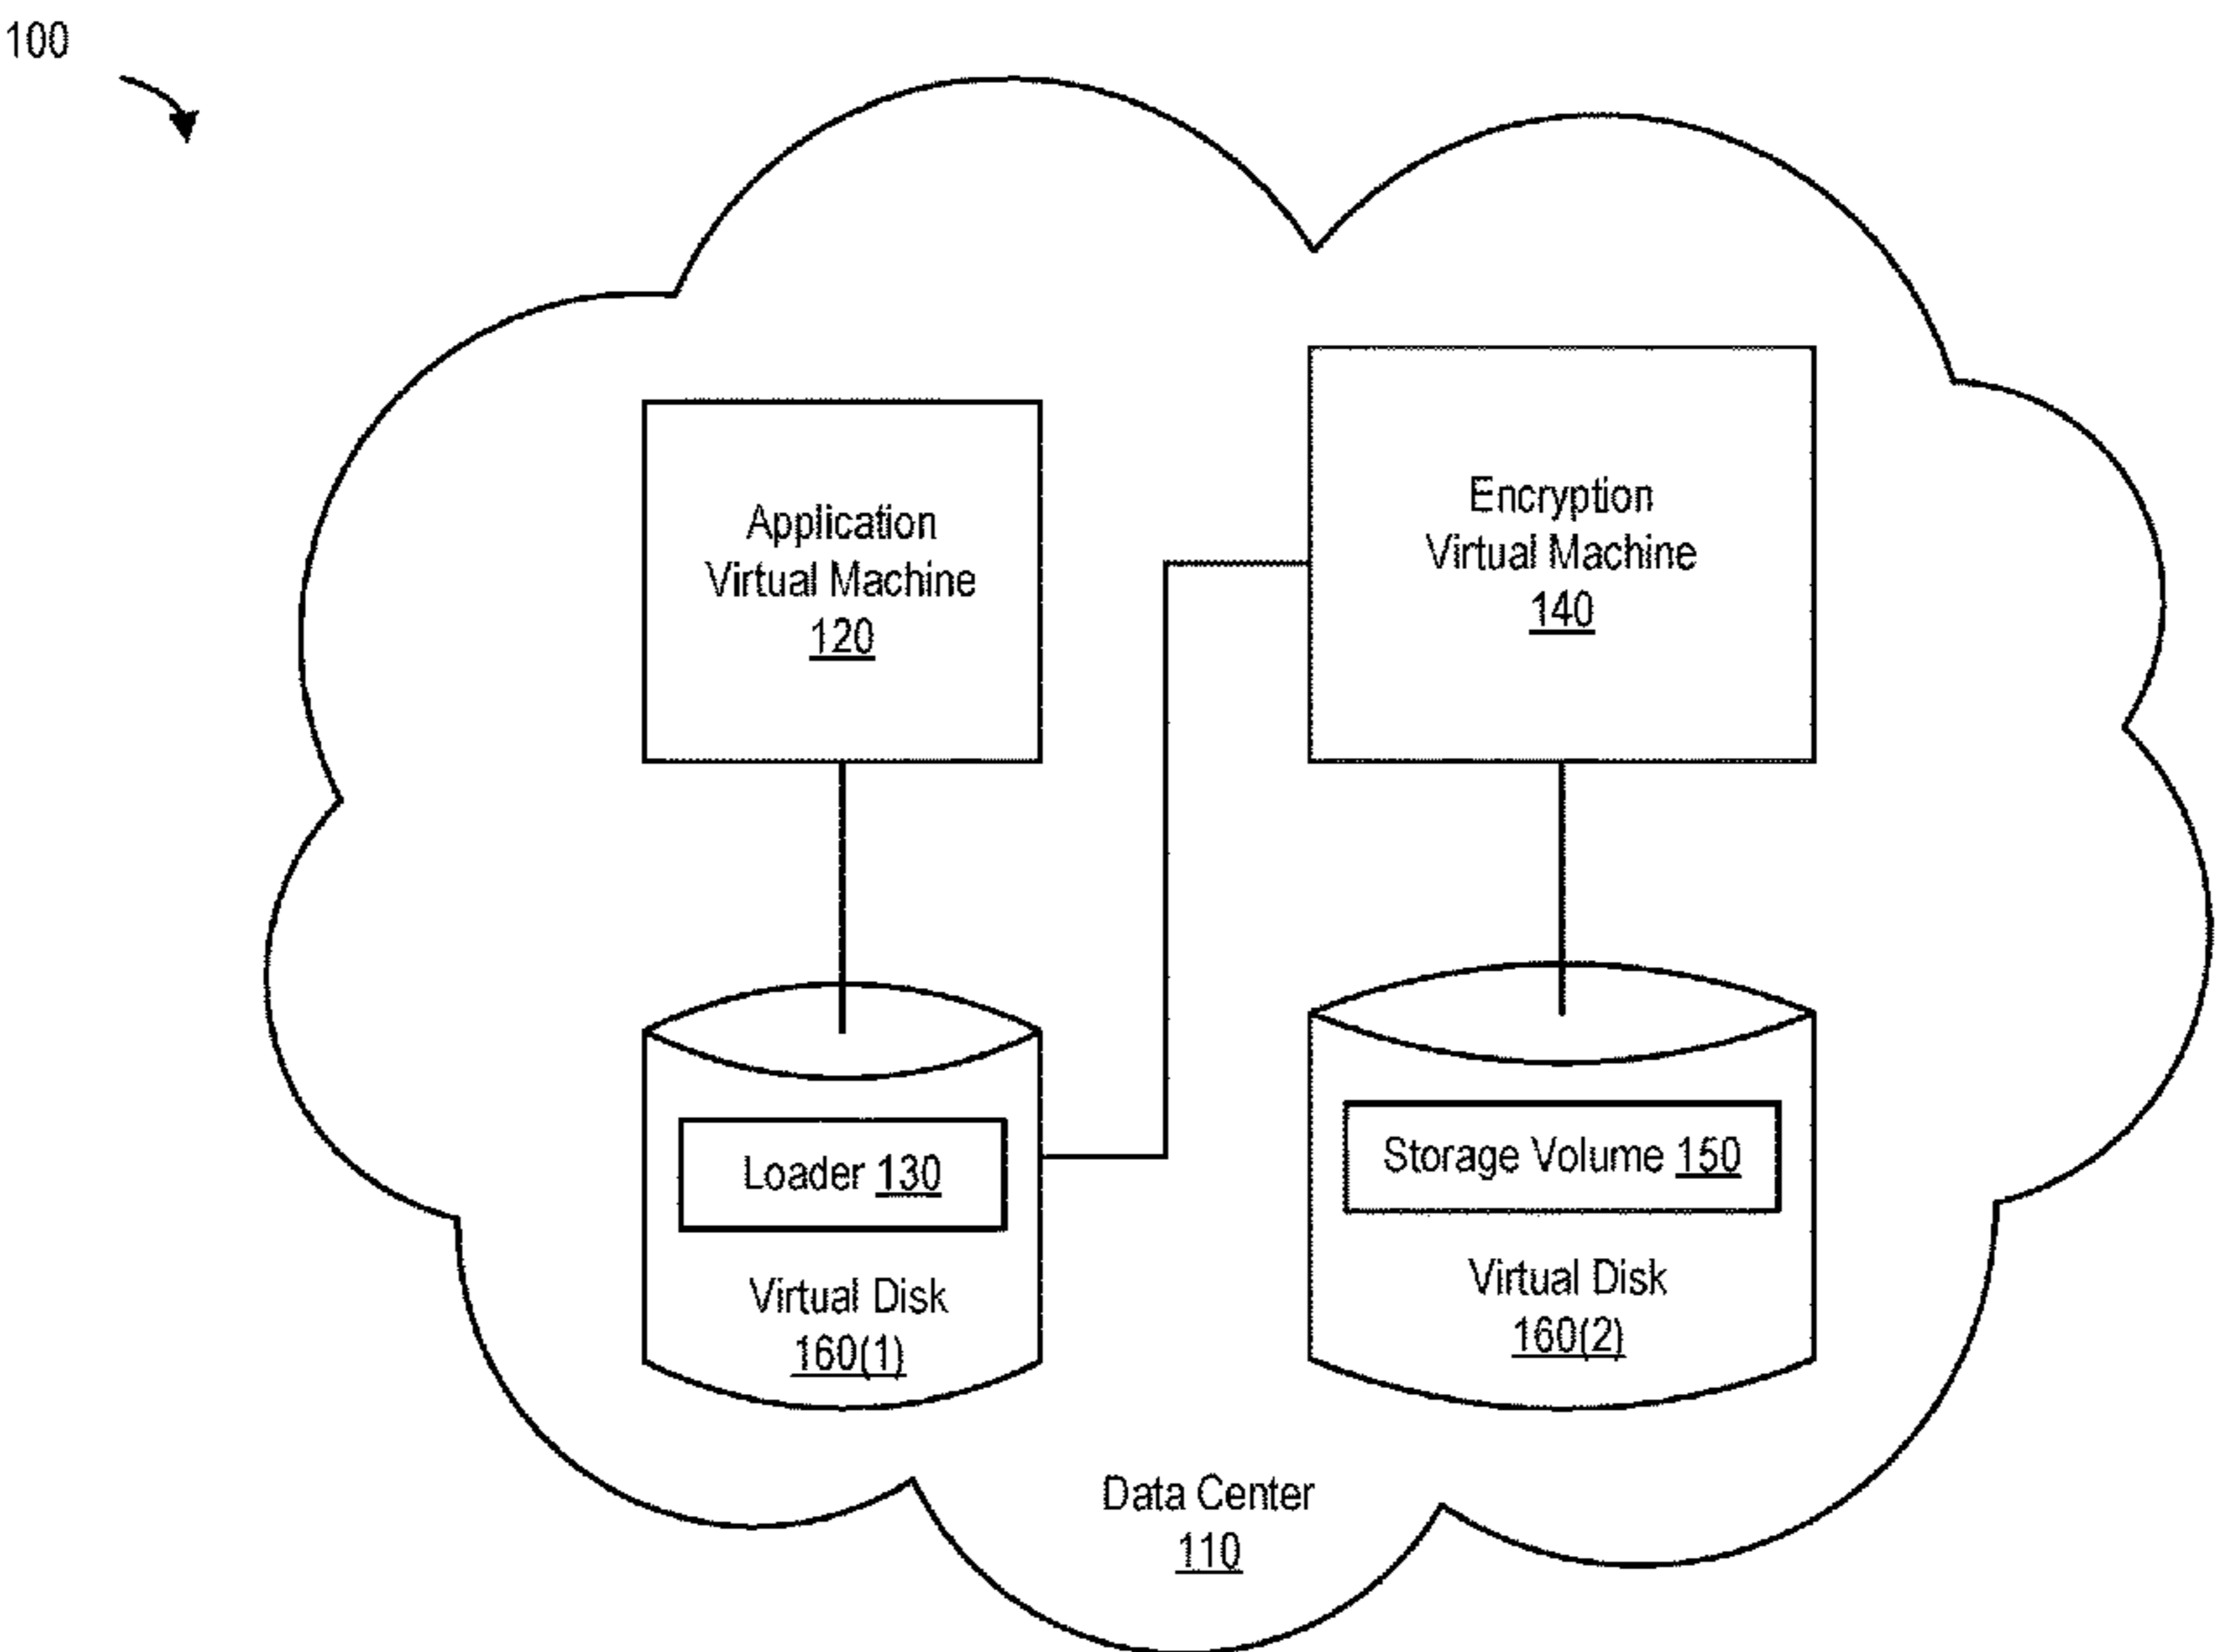 100
Application
Virtual Machine
120
Encryption
Virtual Machine
140
Loader 130
Virtual Disk
160(1)
Storage Volume 150
Virtual Disk
160(2)
Data Center
110